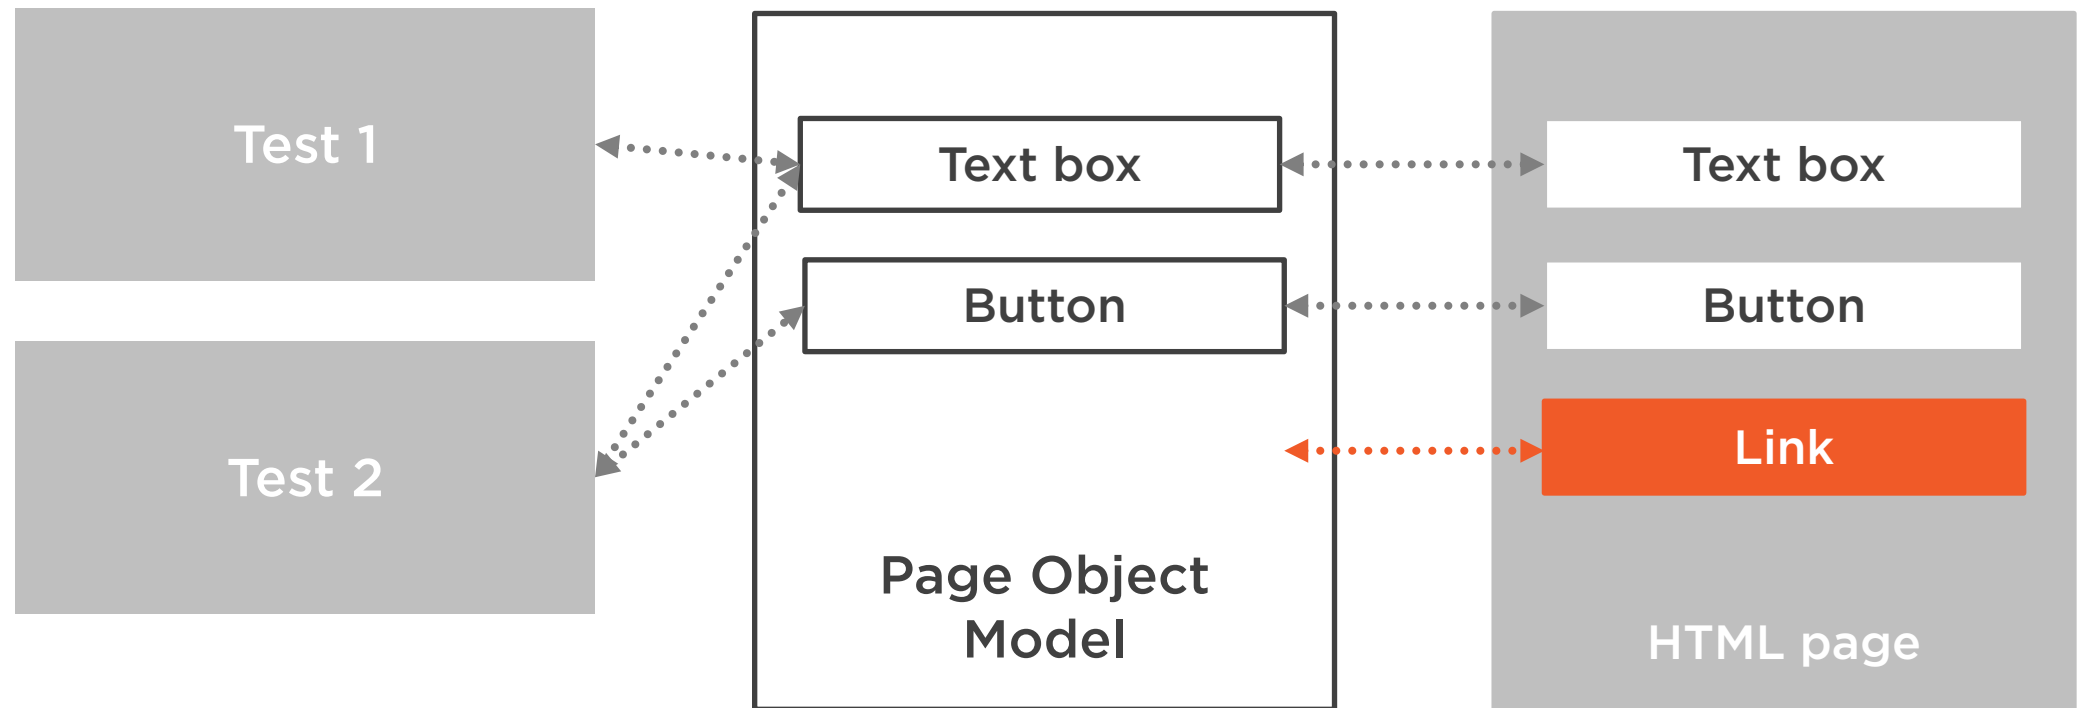 Test 1
Test 2
Text box
Button
Page Object
Model
Text box
Button
Link
HTML page